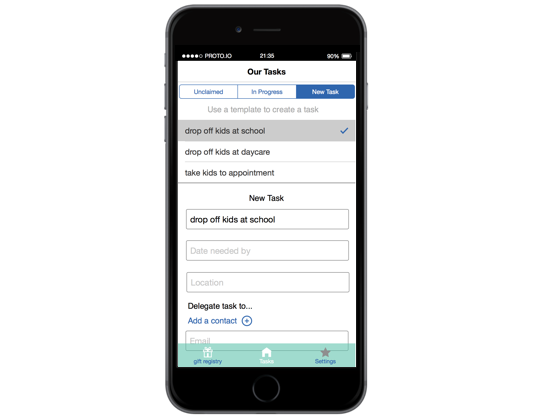 PROTO.IO 21:35 90%
Our Tasks
Unclaimed In Progress New Task
Use a template to create a task
drop off kids at school
drop off kids at daycare
take kids to appointment
New Task
drop off kids at school
Date needed by
Location
Delegate task to...
Add a contact
Email
gift registry Tasks Settings